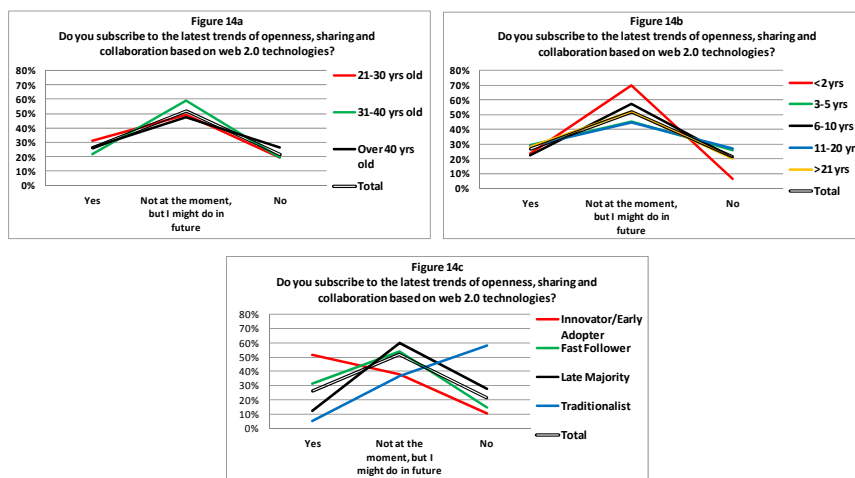 Figure 14a
Do you subscribe to the latest trends of openness, sharing and
collaboration based on web 2.0 technologies?
80%
70%
60%
50%
40%
30%
20%
10%
0%
Yes
Not at the moment,
but I might do in
future
No
21-30 yrs old
31-40 yrs old
Over 40 yrs
old
Total
Figure 14b
Do you subscribe to the latest trends of openness, sharing and
collaboration based on web 2.0 technologies?
80%
70%
60%
50%
40%
30%
20%
10%
0%
Yes
Not at the moment,
but I might do in
future
No
<2 yrs
3-5 yrs
6-10 yrs
11-20 yr
>21 yrs
Total
Figure 14c
Do you subscribe to the latest trends of openness, sharing and
collaboration based on web 2.0 technologies?
80%
70%
60%
50%
40%
30%
20%
10%
0%
Yes
Not at the
moment, but I
might do in future
No
Innovator/Early
Adopter
Fast Follower
Late Majority
Traditionalist
Total